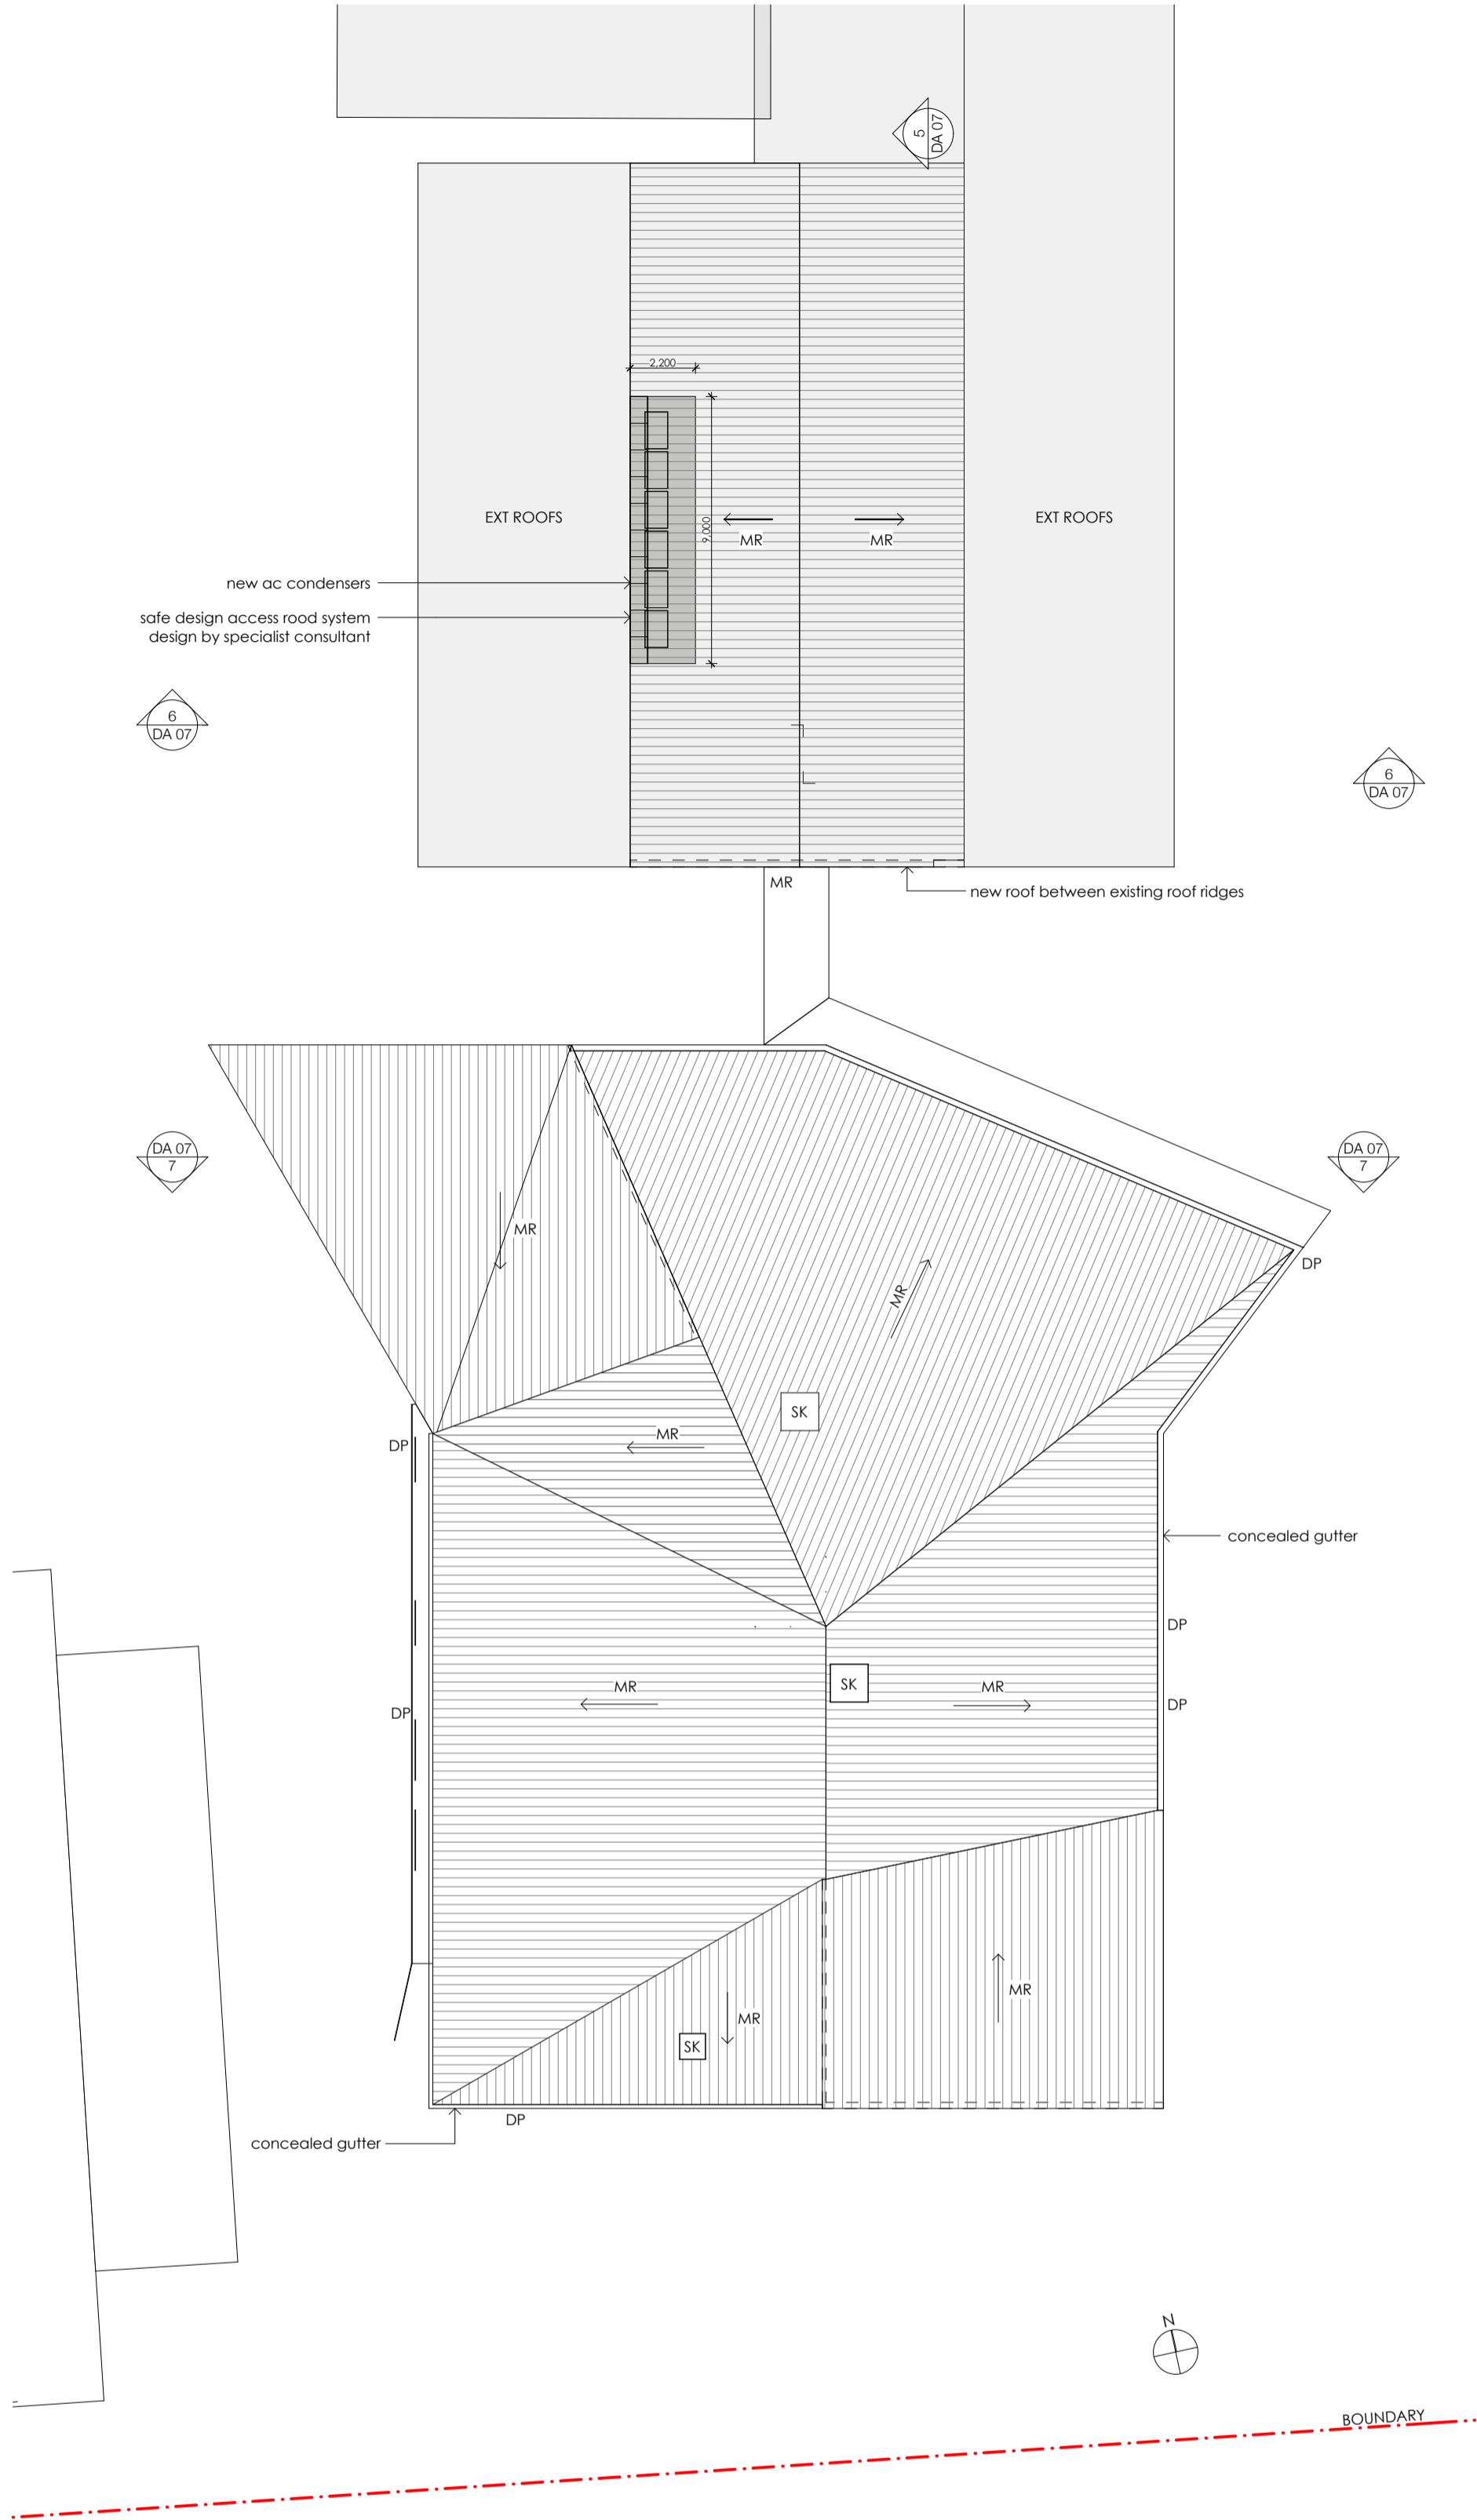 5
DA 07
2,200
9,000
EXT ROOFS
MR
MR
EXT ROOFS
new ac condensers
safe design access rood system
design by specialist consultant
6
DA 07
6
DA 07
MR
new roof between existing roof ridges
DA 07
7
DA 07
7
MR
DP
MR
SK
MR
DP
concealed gutter
DP
SK
MR
MR
DP
DP
MR
MR
SK
DP
concealed gutter
N
BOUNDARY